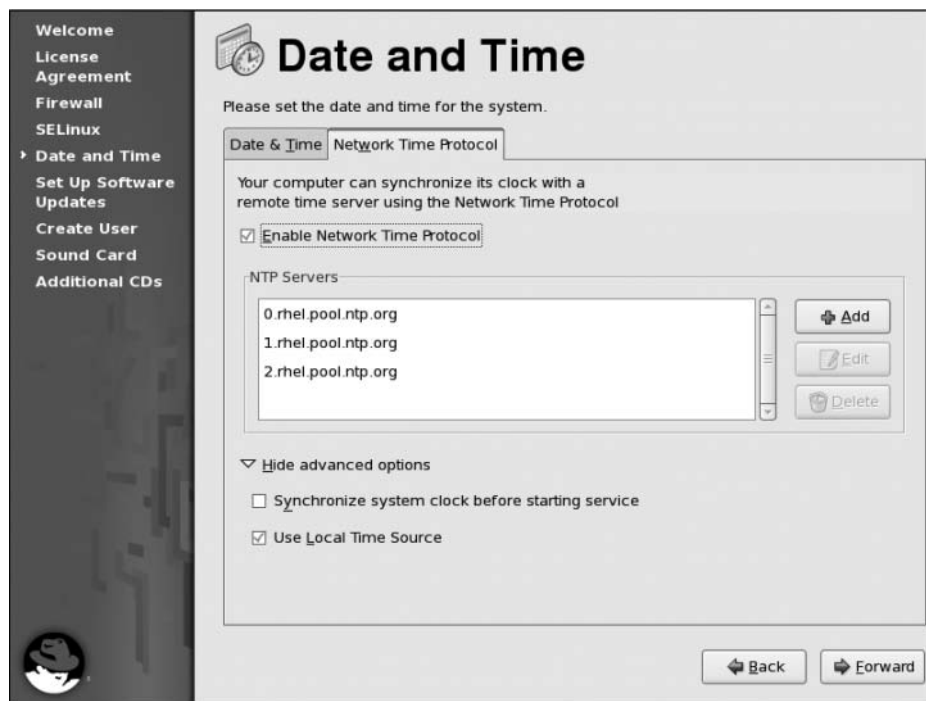 Welcome
License
Agreement
Firewall
SELinux
Date and Time
Set Up Software
Updates
Create User
Sound Card
Additional CDs
Date and Time
Please set the date and time for the system.
Date & Time
Network Time Protocol
Your computer can synchronize its clock with a
remote time server using the Network Time Protocol
Enable Network Time Protocol
NTP Servers
0.rhel.pool.ntp.org
1.rhel.pool.ntp.org
2.rhel.pool.ntp.org
Add
Edit
Delete
Hide advanced options
Synchronize system clock before starting service
Use Local Time Source
Back
Forward